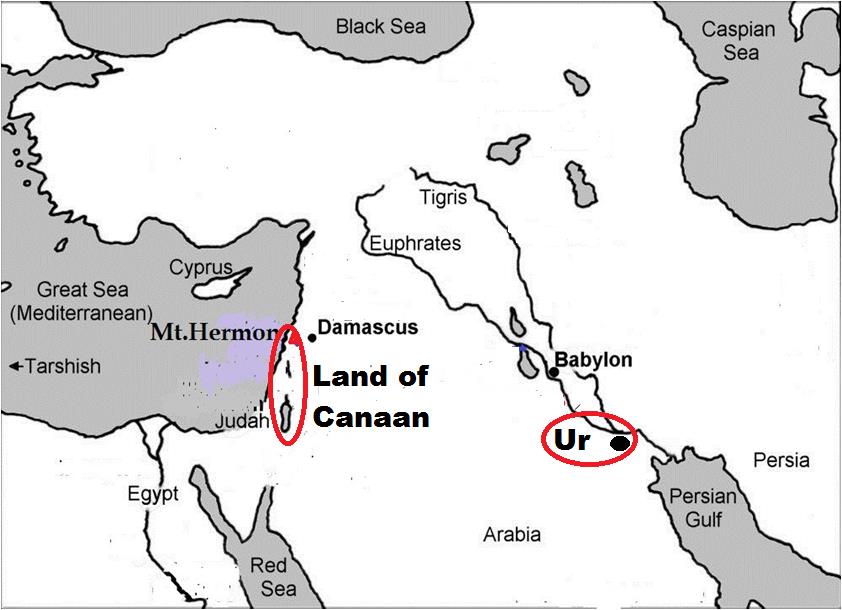 Black Sea
Caspian
Sea
Tigris
Euphrates
Cyprus
Great Sea
(Mediterranean)
Mt.Hermon
Damascus
Tarshish
Babylon
Land of
Canaan
Judah
Ur
Persia
Egypt
Persian
Gulf
Arabia
Red
Sea